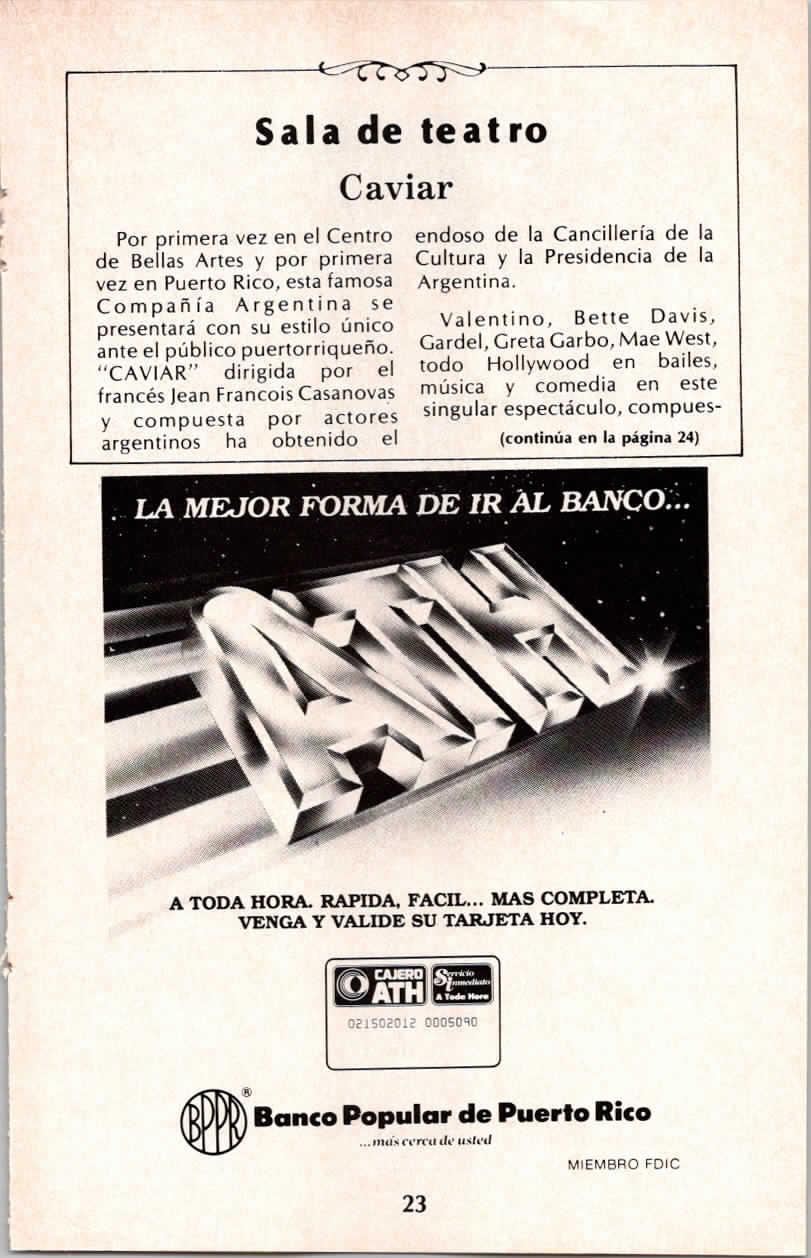 Sala de teatro
Caviar
Por primera vez en el Centro
de Bellas Artes y por primera
vez en Puerto Rico, esta famosa
Compañía Argentina se
presentará con su estilo único
ante el público puertorriqueño.
"CAVIAR" dirigida por el
francés Jean Francois Casanovas
y compuesta por actores
argentinos ha obtenido el
endoso de la Cancillería de la
Cultura y la Presidencia de la
Argentina.
Valentino, Bette Davis,
Gardel, Greta Garbo, Mae West,
todo Hollywood en bailes,
música y comedia en este
singular espectáculo, compues-
(continúa en la página 24)
LA MEJOR FORMA DE IR AL BANCO...
ATH
A TODA HORA. RAPIDA, FACIL... MAS COMPLETA.
VENGA Y VALIDE SU TARJETA HOY.
CAJERO
ATH
Servicio
Inmediato
A Toda Hora
021502012 0005090
BPPR ® Banco Popular de Puerto Rico
...más cerca de usted
MIEMBRO FDIC
23